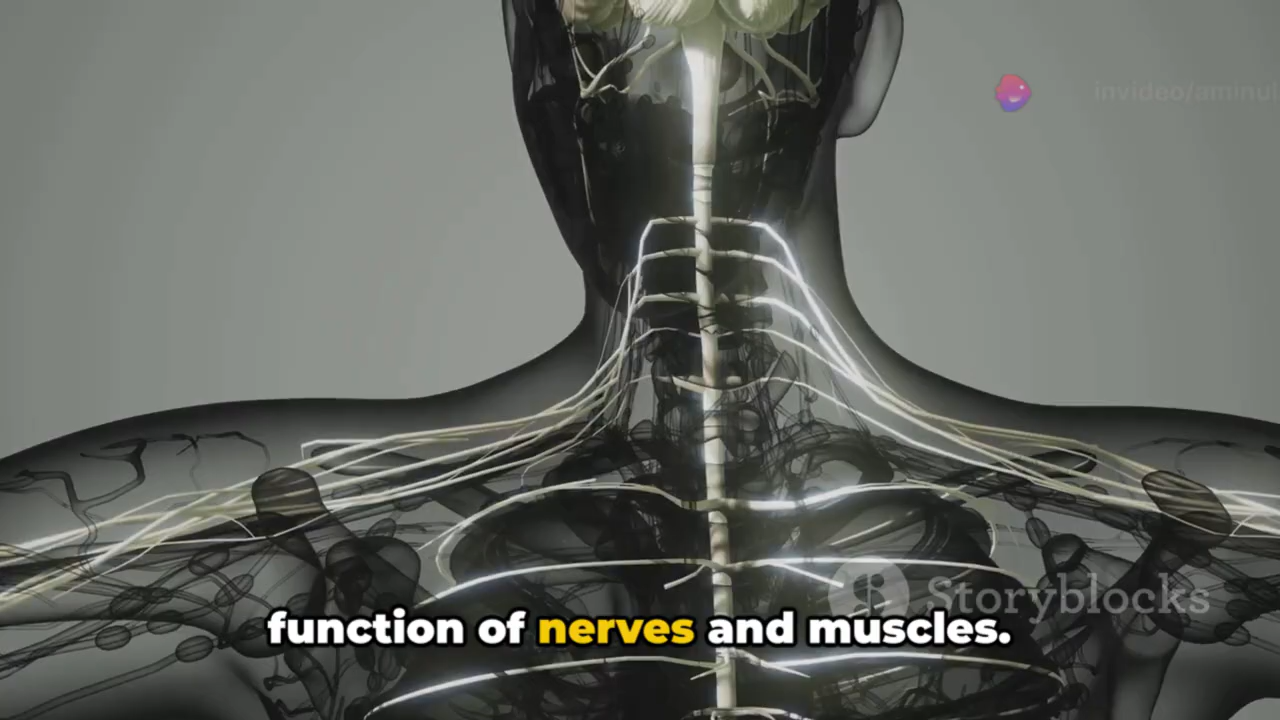 invideo/aminul
Storyblocks
function of nerves and muscles.